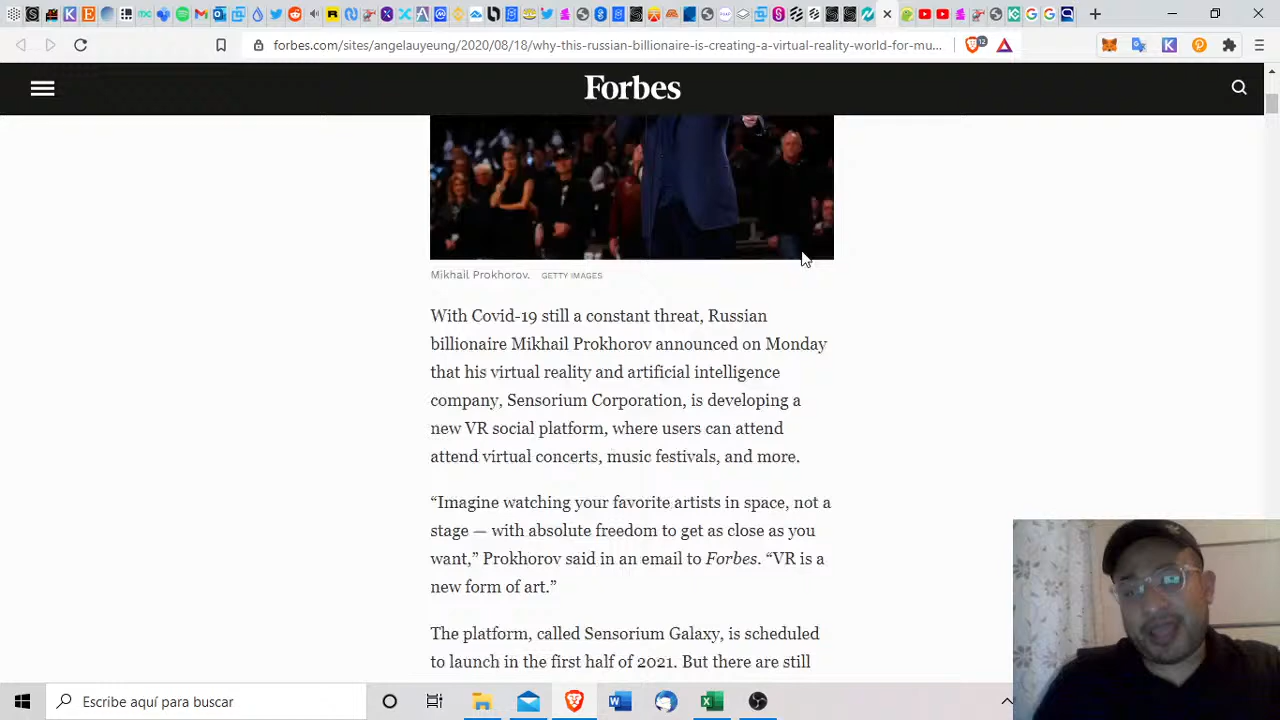 forbes.com/sites/angelauyeung/2020/08/18/why-this-russian-billionaire-is-creating-a-virtual-reality-world-for-mu...
12
Forbes
Mikhail Prokhorov. GETTY IMAGES
With Covid-19 still a constant threat, Russian
billionaire Mikhail Prokhorov announced on Monday
that his virtual reality and artificial intelligence
company, Sensorium Corporation, is developing a
new VR social platform, where users can attend
attend virtual concerts, music festivals, and more.
“Imagine watching your favorite artists in space, not a
stage — with absolute freedom to get as close as you
want,” Prokhorov said in an email to Forbes. “VR is a
new form of art.”
The platform, called Sensorium Galaxy, is scheduled
to launch in the first half of 2021. But there are still
Escribe aquí para buscar